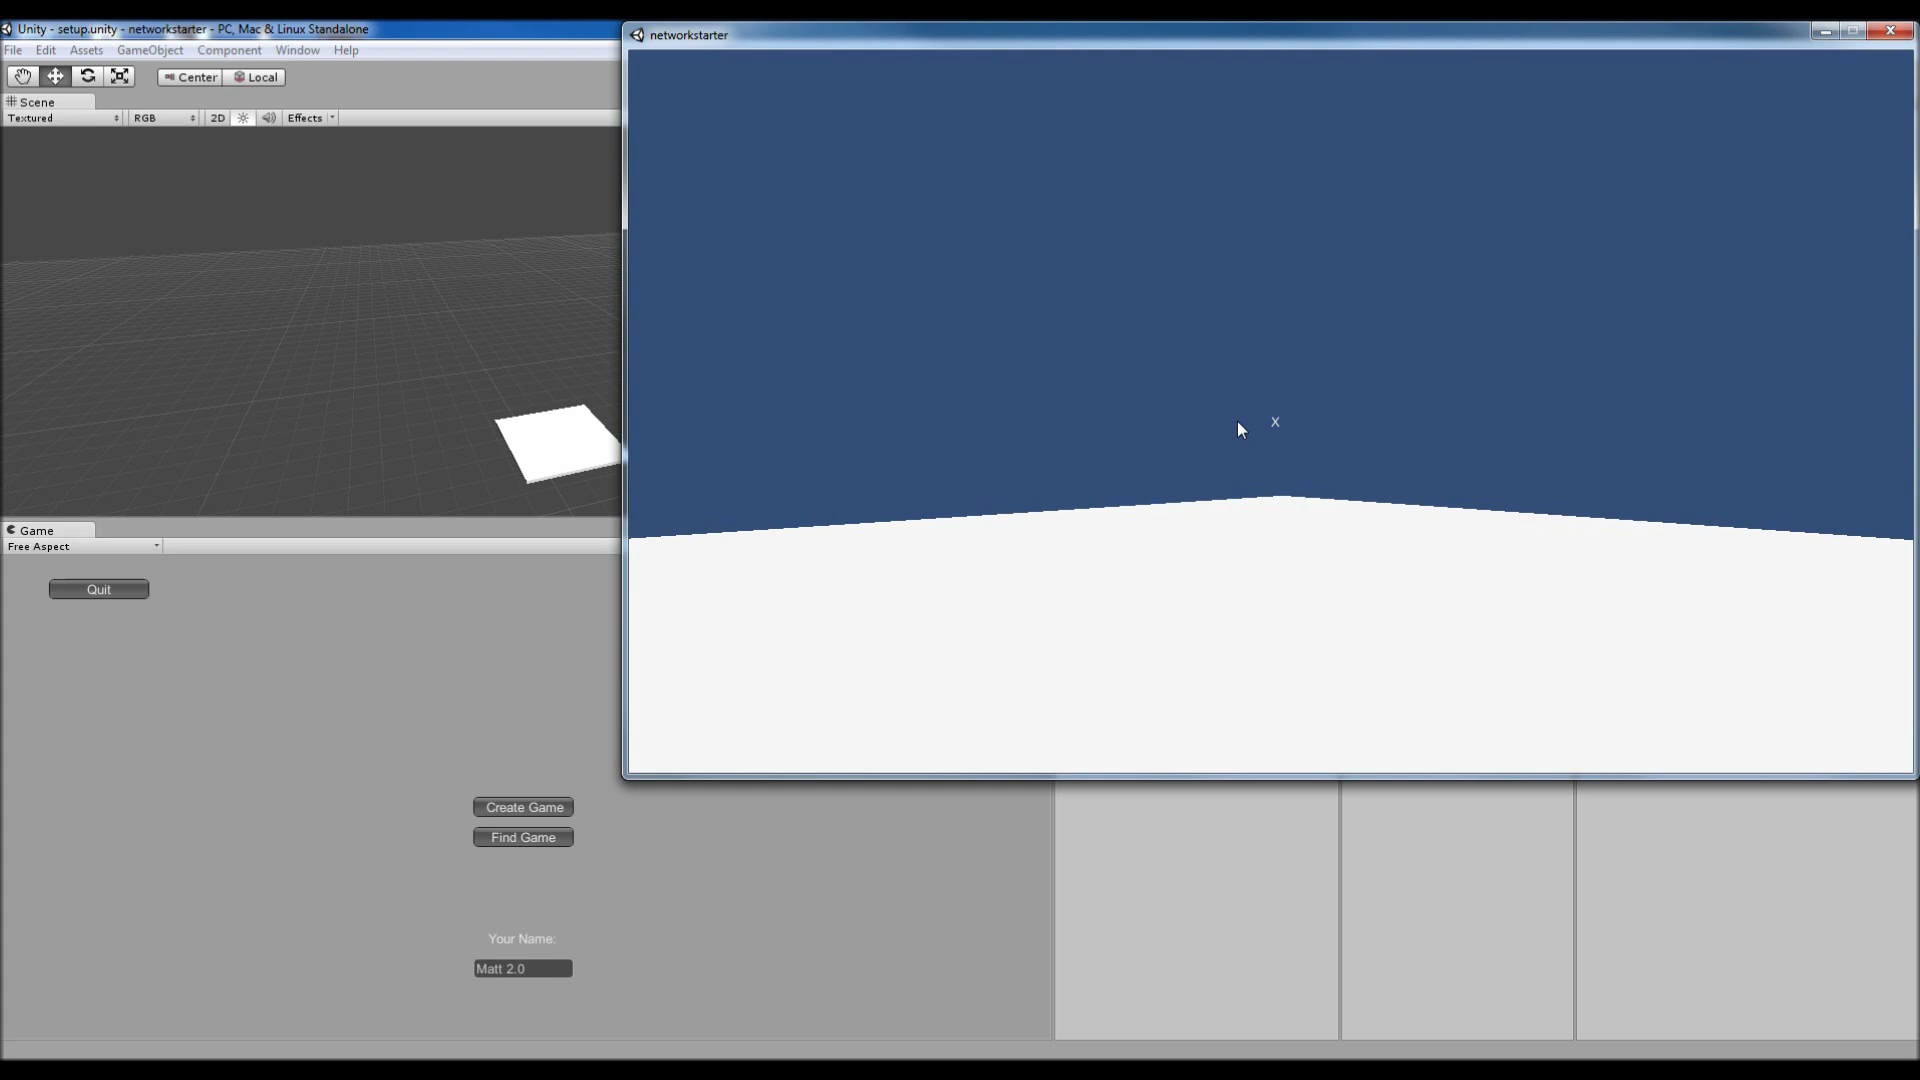 Unity - setup.unity - networkstarter - PC, Mac & Linux Standalone
File Edit Assets GameObject Component Window Help
Center Local
Scene
Textured RGB 2D Effects
Game
Free Aspect
Quit
Create Game
Find Game
Your Name:
Matt 2.0
networkstarter
X